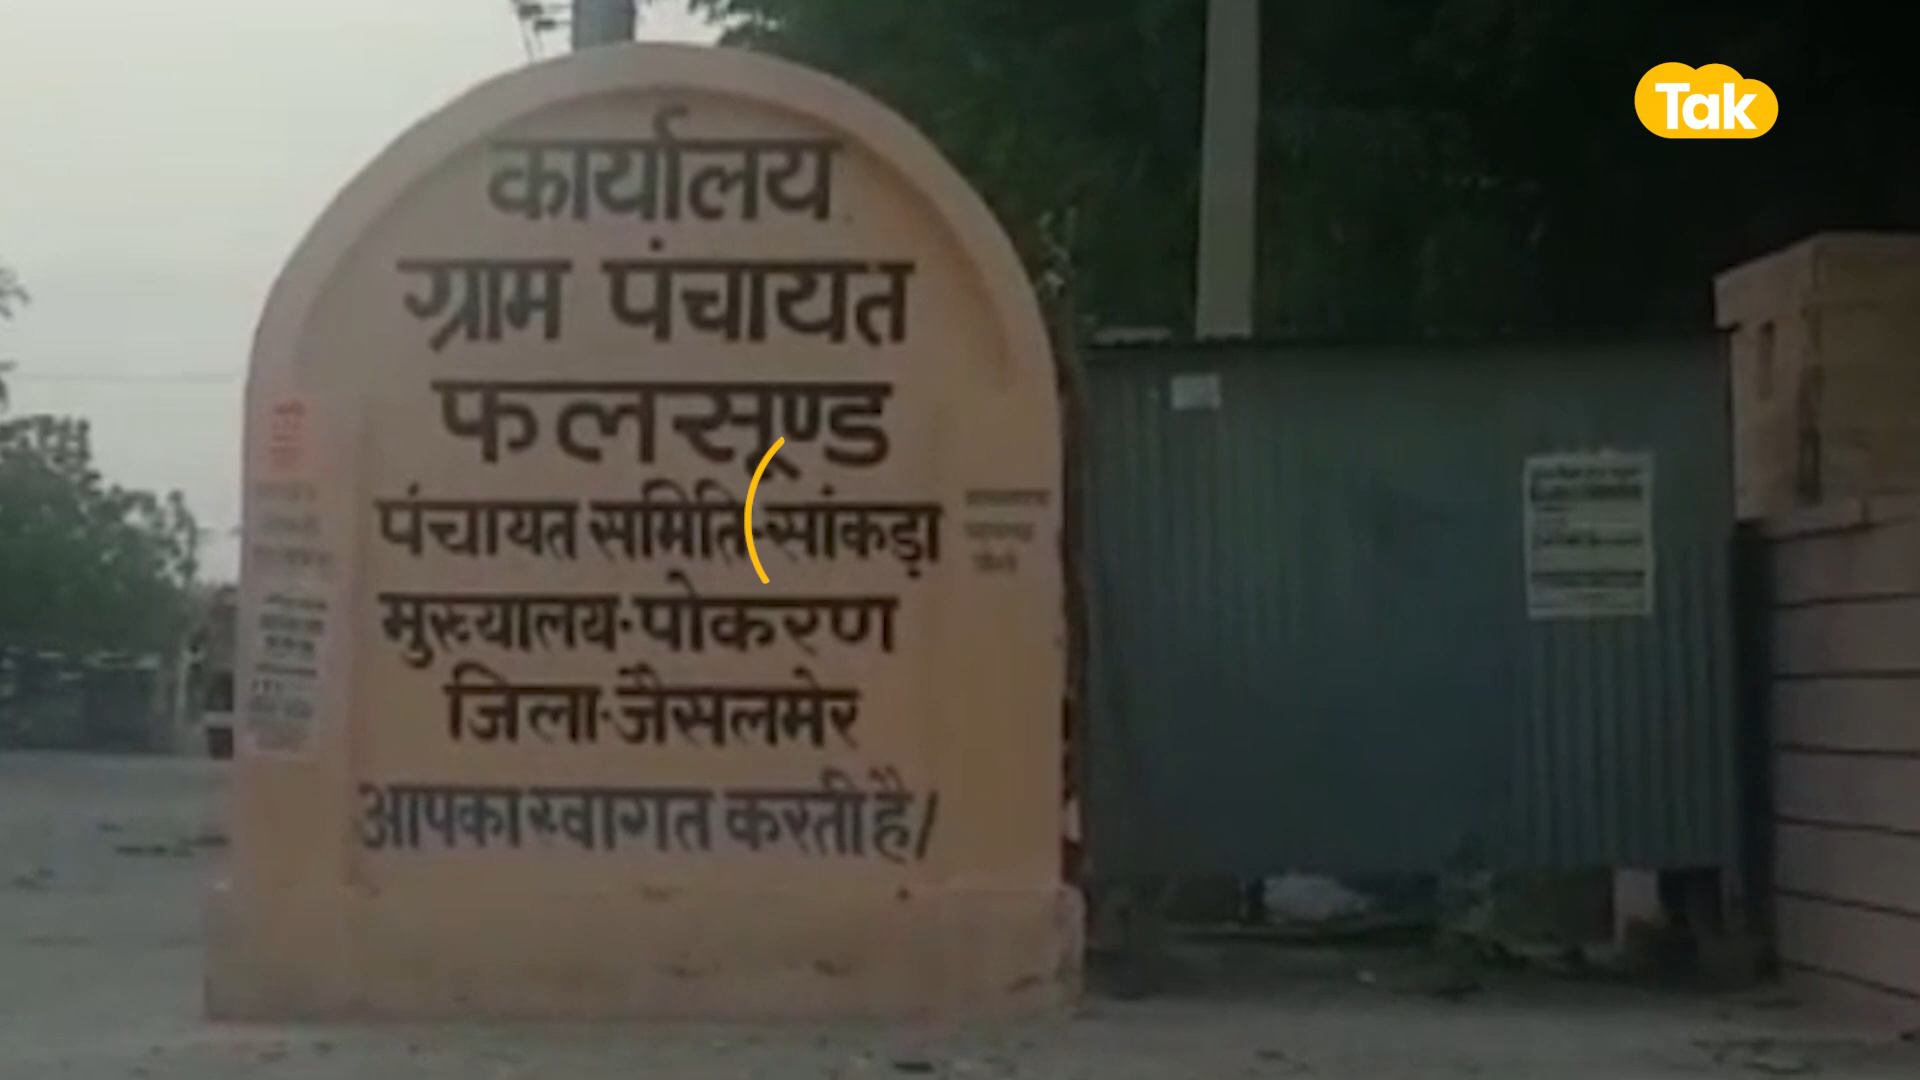 कार्यालय
ग्राम पंचायत
फलसूण्ड
पंचायत समिति-सांकड़ा
मुख्यालय-पोकरण
जिला-जैसलमेर
आपका स्वागत करती है।
Tak